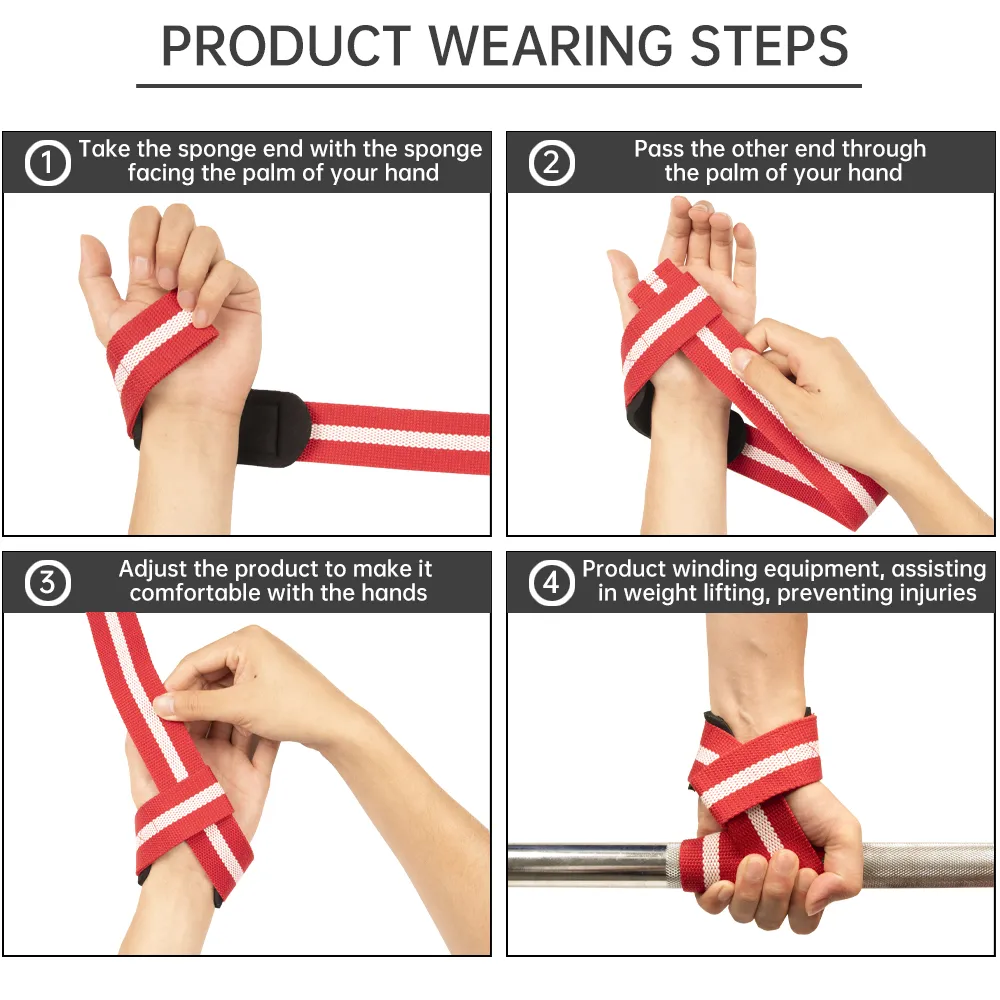 PRODUCT WEARING STEPS
1 Take the sponge end with the sponge
facing the palm of your hand
2 Pass the other end through
the palm of your hand
3 Adjust the product to make it
comfortable with the hands
4 Product winding equipment, assisting
in weight lifting, preventing injuries